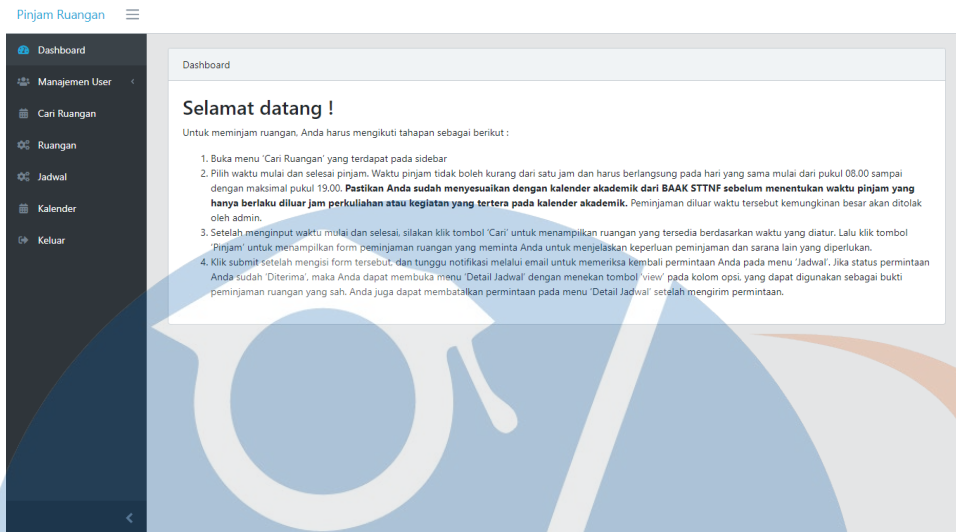 Pinjam Ruangan
Dashboard
Manajemen User
Cari Ruangan
Ruangan
Jadwal
Kalender
Keluar
Dashboard
Selamat datang !
Untuk meminjam ruangan, Anda harus mengikuti tahapan sebagai berikut :
1. Buka menu 'Cari Ruangan' yang terdapat pada sidebar
2. Pilih waktu mulai dan selesai pinjam. Waktu pinjam tidak boleh kurang dari satu jam dan harus berlangsung pada hari yang sama mulai dari pukul 08.00 sampai
dengan maksimal pukul 19.00. Pastikan Anda sudah menyesuaikan dengan kalender akademik dari BAAK STTNF sebelum menentukan waktu pinjam yang
hanya berlaku diluar jam perkuliahan atau kegiatan yang tertera pada kalender akademik. Peminjaman diluar waktu tersebut kemungkinan besar akan ditolak
oleh admin.
3. Setelah menginput waktu mulai dan selesai, silakan klik tombol 'Cari' untuk menampilkan ruangan yang tersedia berdasarkan waktu yang diatur. Lalu klik tombol
'Pinjam' untuk menampilkan form peminjaman ruangan yang meminta Anda untuk menjelaskan keperluan peminjaman dan sarana lain yang diperlukan.
4. Klik submit setelah mengisi form tersebut, dan tunggu notifikasi melalui email untuk memeriksa kembali permintaan Anda pada menu 'Jadwal'. Jika status permintaan
Anda sudah 'Diterima', maka Anda dapat membuka menu 'Detail Jadwal' dengan menekan tombol 'view' pada kolom opsi, yang dapat digunakan sebagai bukti
peminjaman ruangan yang sah. Anda juga dapat membatalkan permintaan pada menu 'Detail Jadwal' setelah mengirim permintaan.